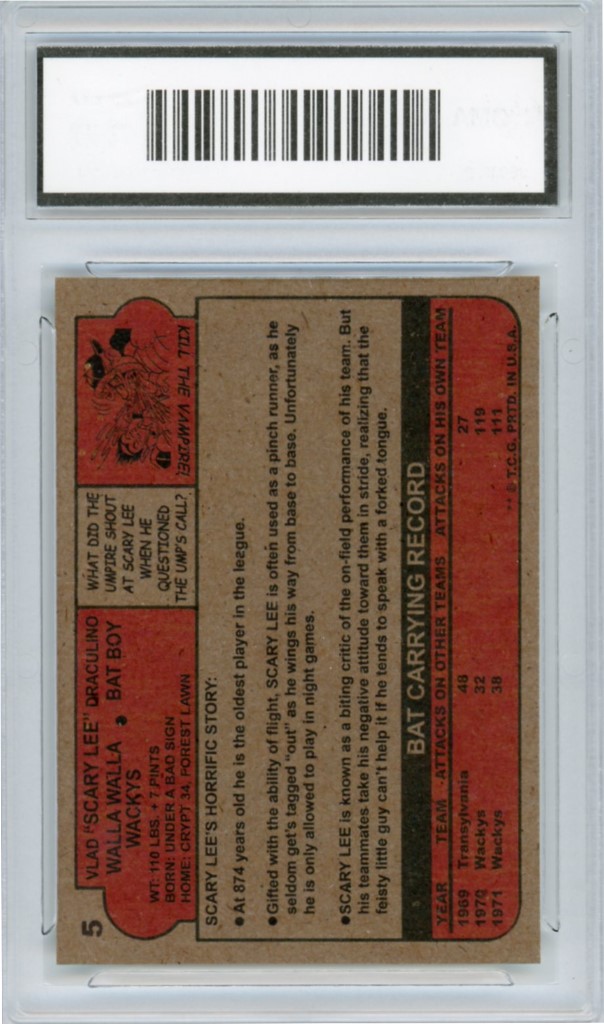 5
VLAD "SCARY LEE" DRACULINO
WALLA WALLA • BAT BOY
WACKYS
WT: 110 LBS. + 7 PINTS
BORN: UNDER A BAD SIGN
HOME: CRYPT 34, FOREST LAWN
WHAT DID THE
UMPIRE SHOUT
AT SCARY LEE
WHEN HE
QUESTIONED
THE UMP'S CALL?
KILL THE VAMPIRE!
SCARY LEE'S HORRIFIC STORY:
• At 874 years old he is the oldest player in the league.
• Gifted with the ability of flight, SCARY LEE is often used as a pinch runner, as he
seldom get's tagged "out" as he wings his way from base to base. Unfortunately
he is only allowed to play in night games.
• SCARY LEE is known as a biting critic of the on-field performance of his team. But
his teammates take his negative attitude toward them in stride, realizing that the
feisty little guy can't help it if he tends to speak with a forked tongue.
BAT CARRYING RECORD
YEAR TEAM ATTACKS ON OTHER TEAMS ATTACKS ON HIS OWN TEAM
1969 Transylvania 48 27
1970 Wackys 32 119
1971 Wackys 38 111
** © T.C.G. PRTD. IN U.S.A.